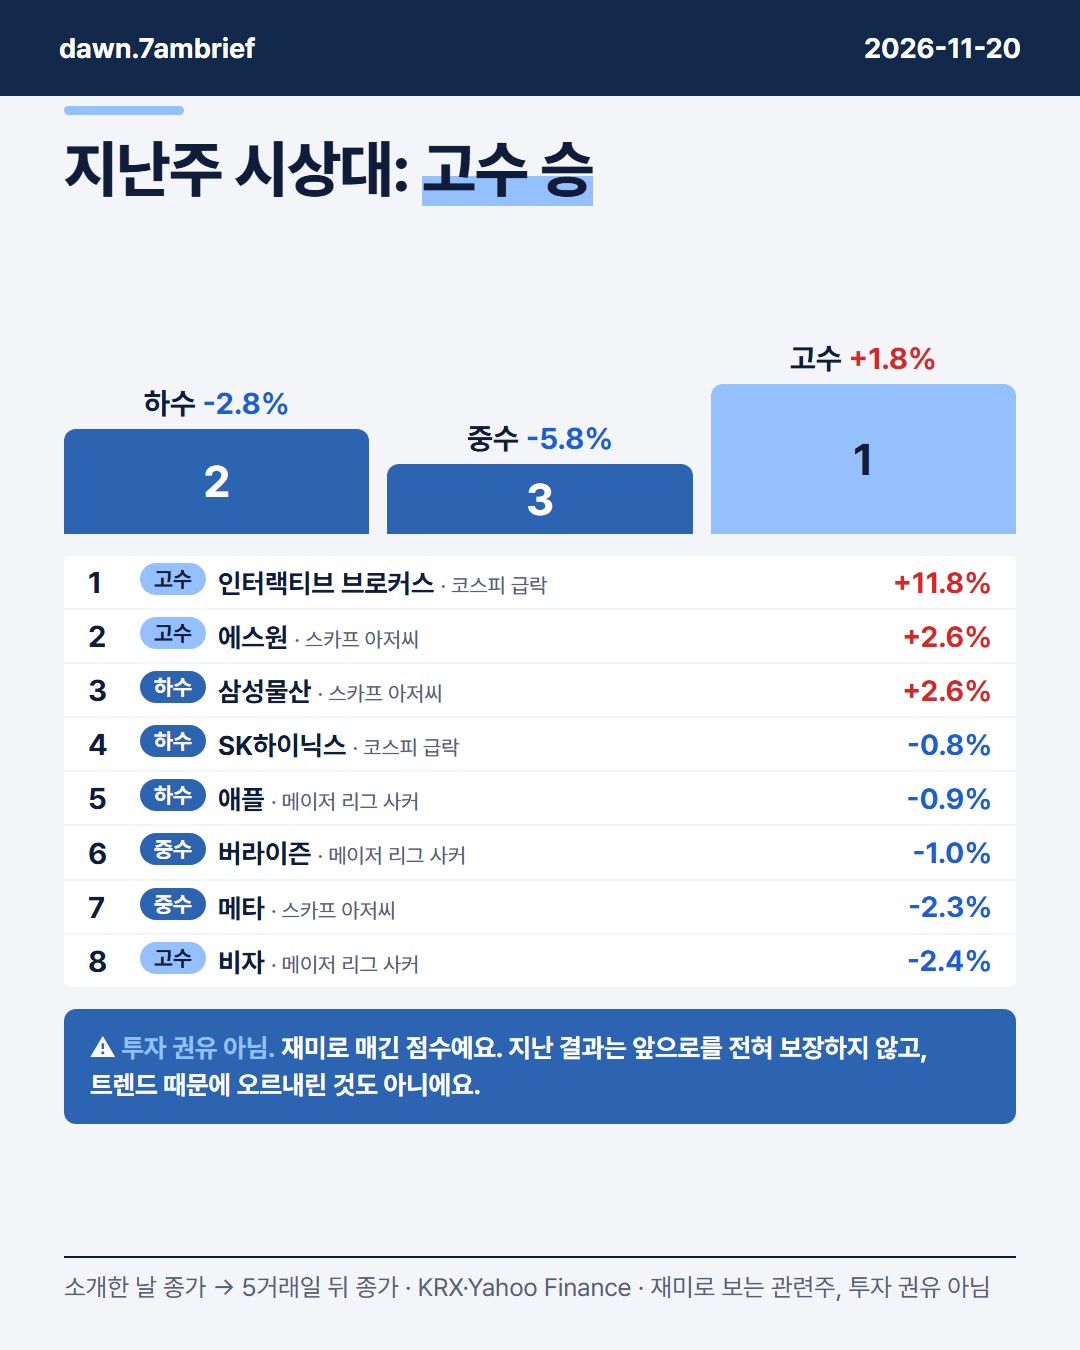 dawn.7ambrief
2026-11-20
지난주 시상대: 고수 승
고수 +1.8%
하수 -2.8%
중수 -5.8%
1
2
3
1 고수 인터랙티브 브로커스 · 코스피 급락 +11.8%
2 고수 에스원 · 스카프 아저씨 +2.6%
3 하수 삼성물산 · 스카프 아저씨 +2.6%
4 하수 SK하이닉스 · 코스피 급락 -0.8%
5 하수 애플 · 메이저 리그 사커 -0.9%
6 중수 버라이즌 · 메이저 리그 사커 -1.0%
7 중수 메타 · 스카프 아저씨 -2.3%
8 고수 비자 · 메이저 리그 사커 -2.4%
⚠ 투자 권유 아님. 재미로 매긴 점수예요. 지난 결과는 앞으로를 전혀 보장하지 않고,
트렌드 때문에 오르내린 것도 아니에요.
소개한 날 종가 → 5거래일 뒤 종가 · KRX·Yahoo Finance · 재미로 보는 관련주, 투자 권유 아님